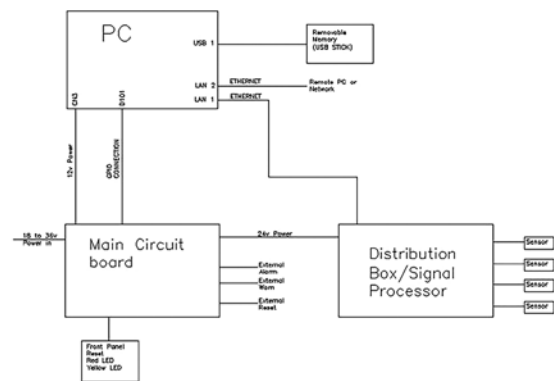 PC
USB 1
Removable
Memory
(USB STICK)
LAN 2
ETHERNET
Remote PC or
Network
LAN 1
ETHERNET
CN3
DIO1
12v Power
GPIO
CONNECTION
18 to 36v
Power in
Main Circuit
board
24v Power
External
Alarm
External
Warn
External
Reset
Distribution
Box/Signal
Processor
Sensor
Sensor
Sensor
Sensor
Front Panel
Reset
Red LED
Yellow LED